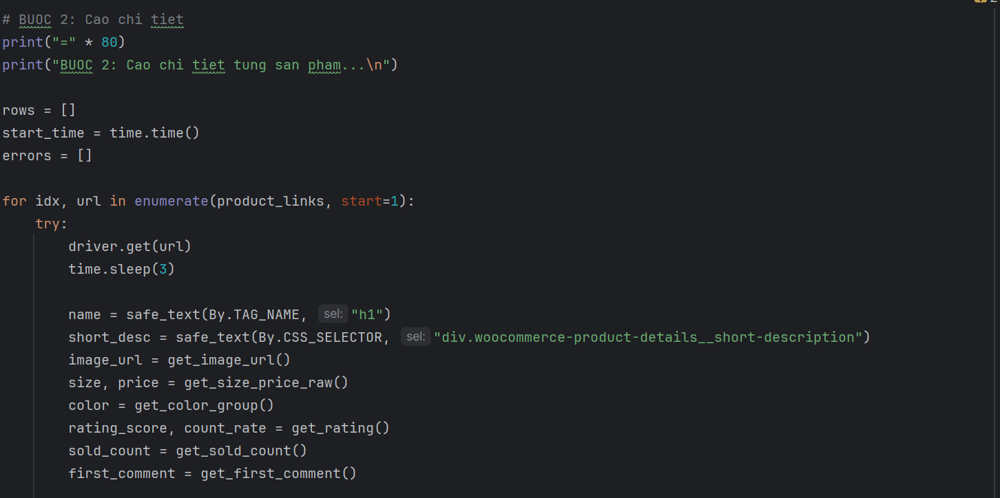 # BUOC 2: Cao chi tiet
print("=" * 80)
print("BUOC 2: Cao chi tiet tung san pham...\n")
rows = []
start_time = time.time()
errors = []
for idx, url in enumerate(product_links, start=1):
    try:
        driver.get(url)
        time.sleep(3)
        name = safe_text(By.TAG_NAME, sel: "h1")
        short_desc = safe_text(By.CSS_SELECTOR, sel: "div.woocommerce-product-details__short-description")
        image_url = get_image_url()
        size, price = get_size_price_raw()
        color = get_color_group()
        rating_score, count_rate = get_rating()
        sold_count = get_sold_count()
        first_comment = get_first_comment()